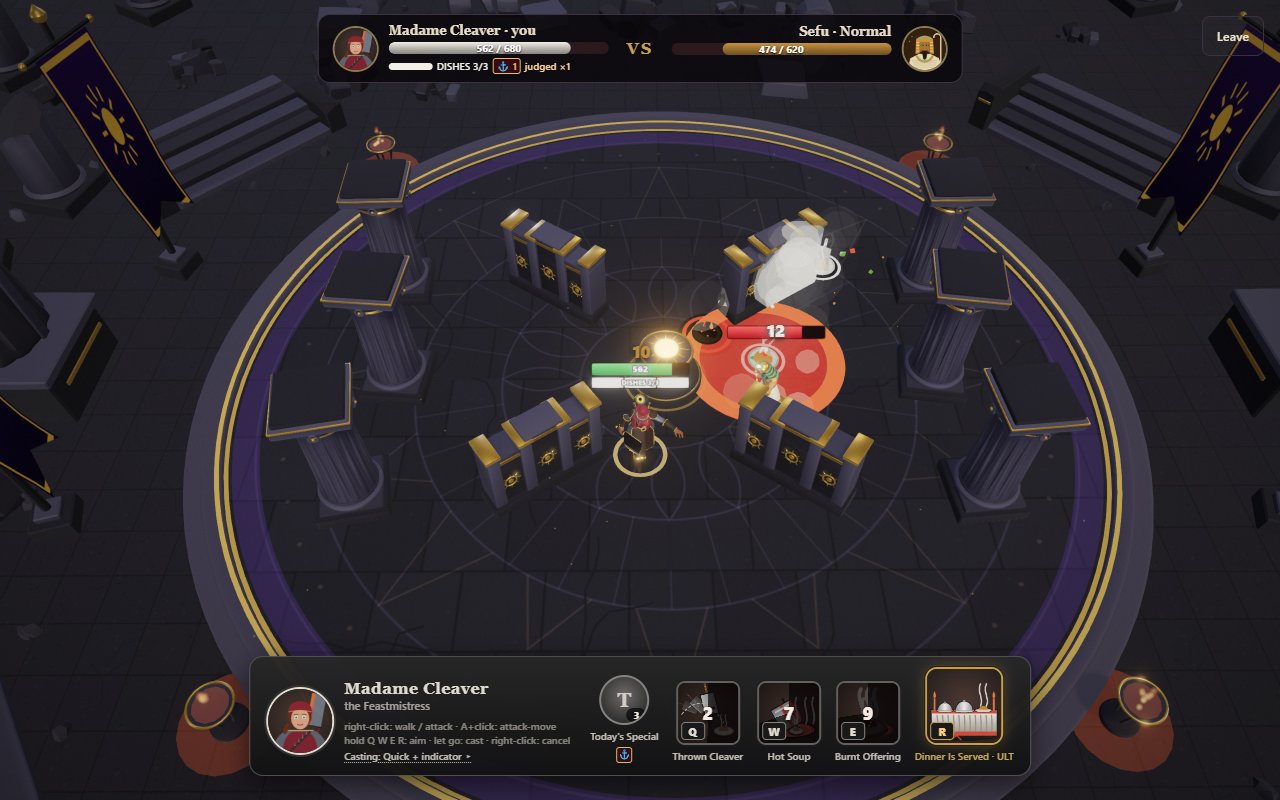 Madame Cleaver · you
562 / 680
DISHES 3/3 1 judged ×1
VS
Sefu · Normal
474 / 620
Leave
12
10
562
DISHES 3/3
Madame Cleaver
the Feastmistress
right-click: walk / attack · A+click: attack-move
hold Q W E R: aim · let go: cast · right-click: cancel
Casting: Quick + indicator ▸
T
3
Today's Special
2
Q
Thrown Cleaver
7
W
Hot Soup
9
E
Burnt Offering
R
Dinner Is Served · ULT